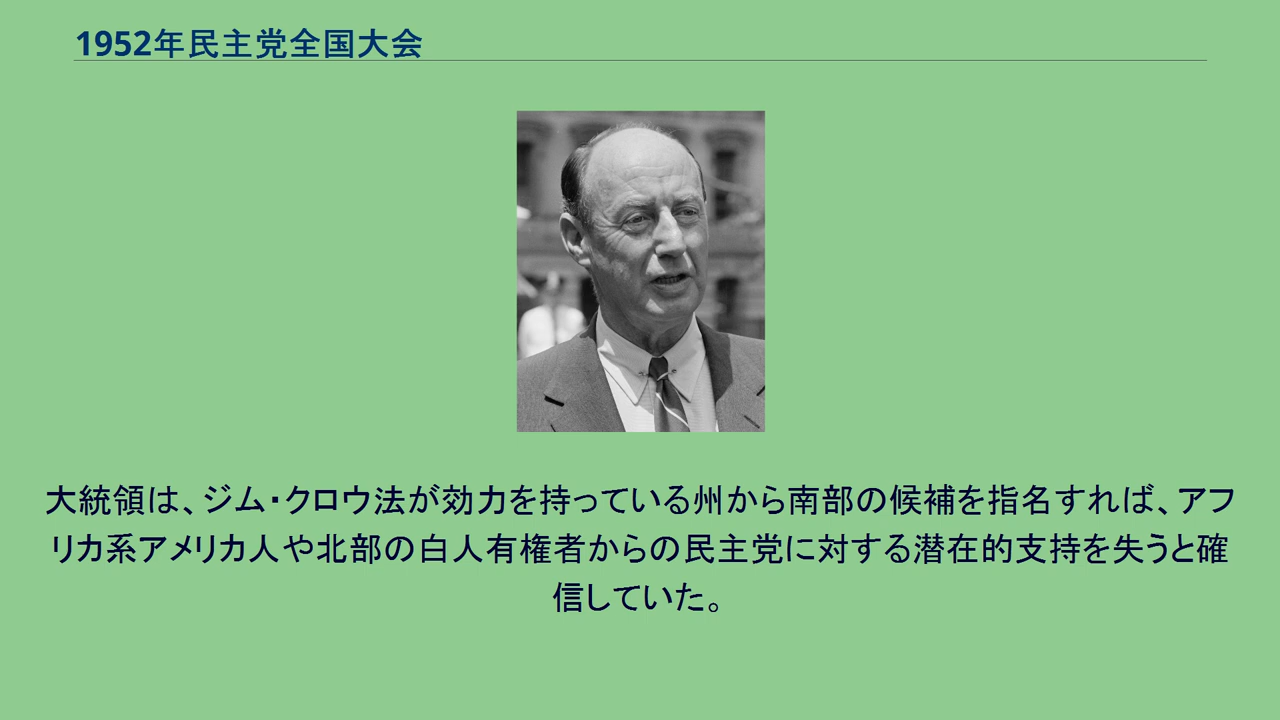 1952年民主党全国大会
大統領は、ジム・クロウ法が効力を持っている州から南部の候補を指名すれば、アフ
リカ系アメリカ人や北部の白人有権者からの民主党に対する潜在的支持を失うと確
信していた。